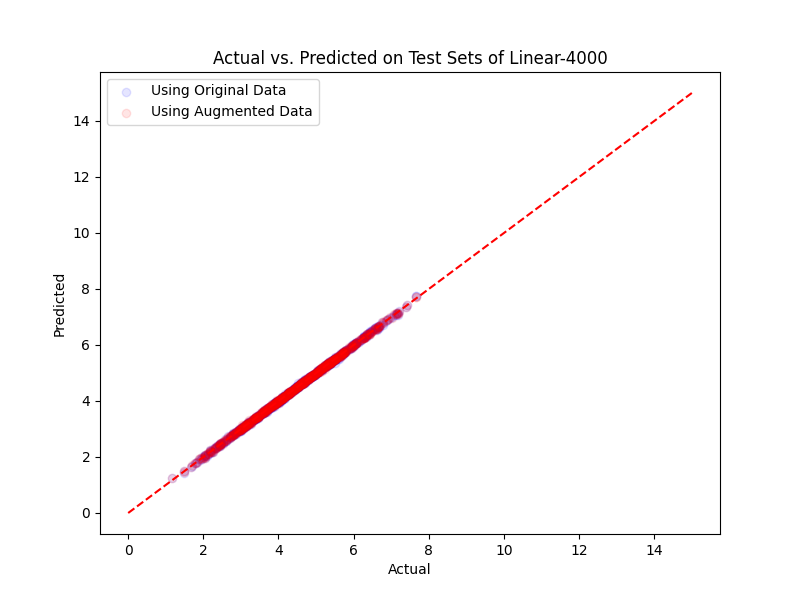 Actual vs. Predicted on Test Sets of Linear-4000
Using Original Data
Using Augmented Data
14
12
10
8
6
4
2
0
Predicted
0 2 4 6 8 10 12 14
Actual